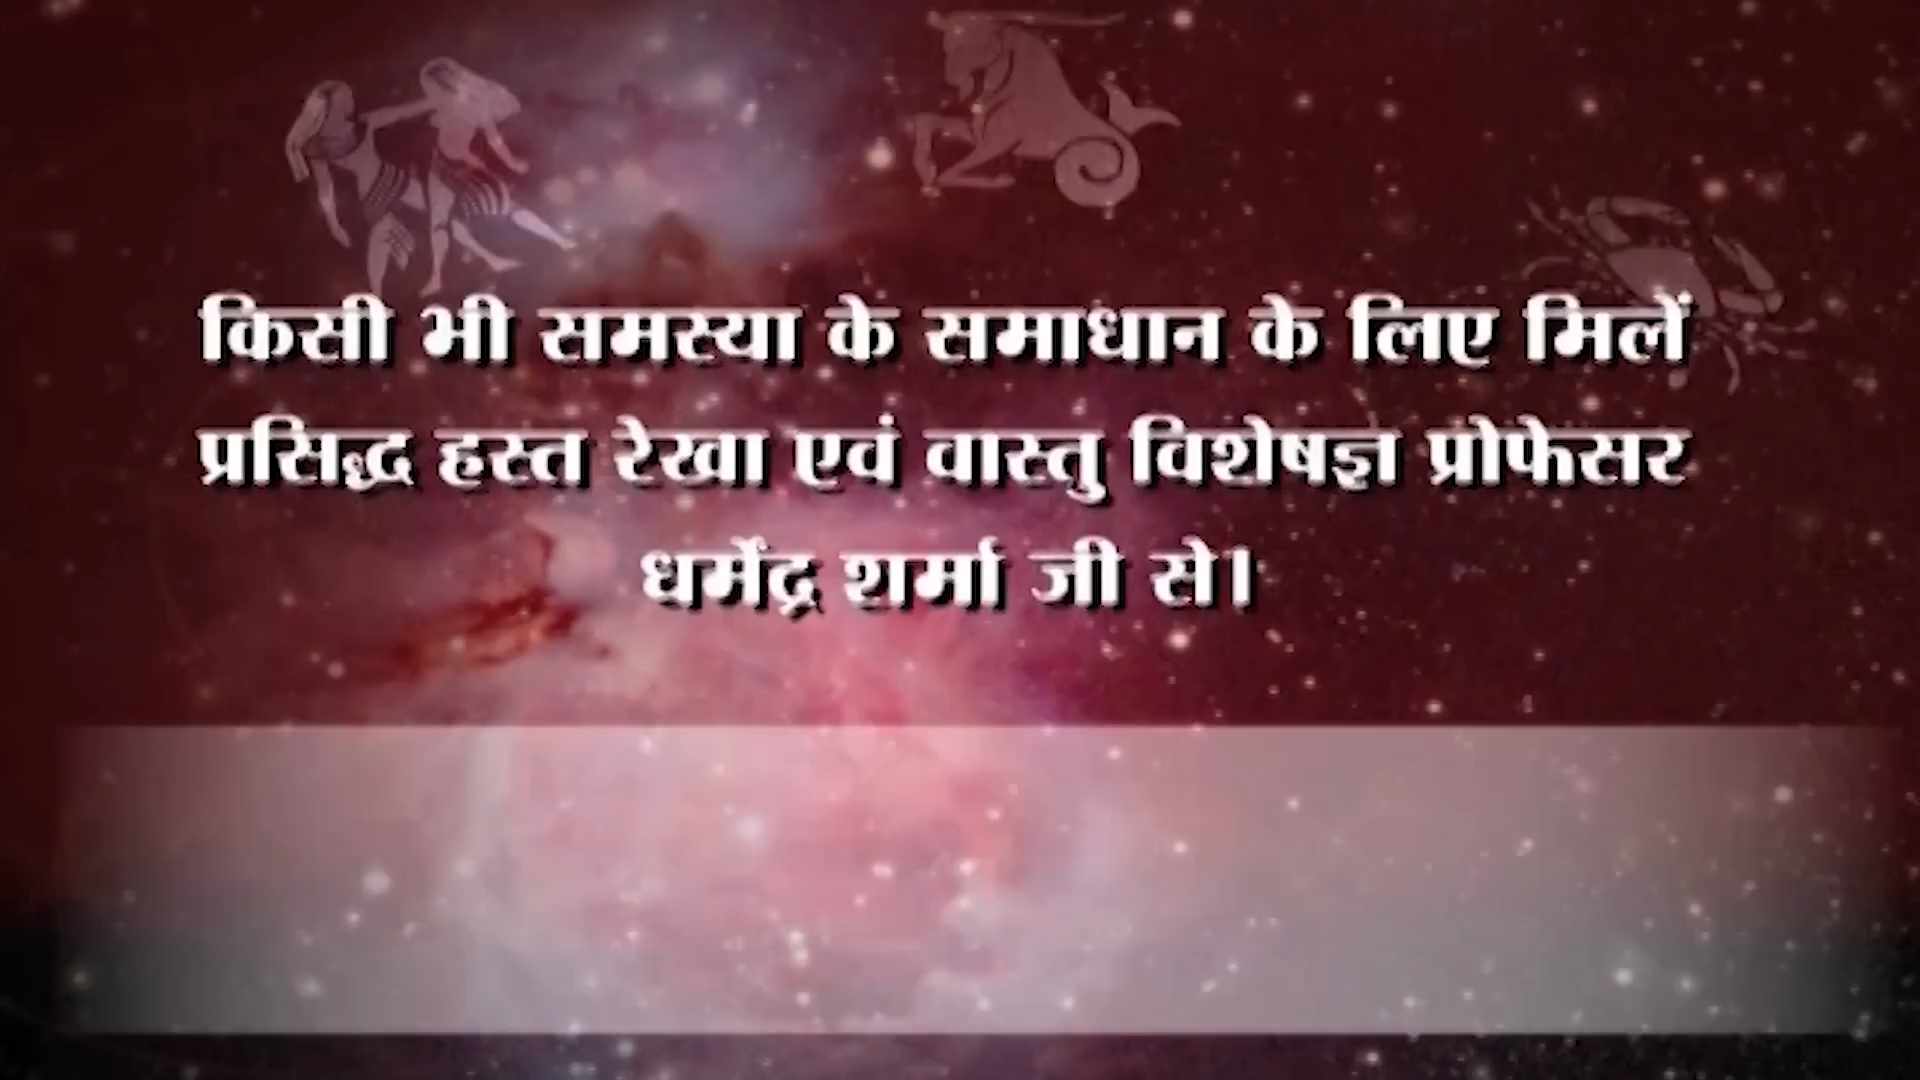 किसी भी समस्या के समाधान के लिए मिलें
प्रसिद्ध हस्त रेखा एवं वास्तु विशेषज्ञ प्रोफेसर
धर्मेंद्र शर्मा जी से।